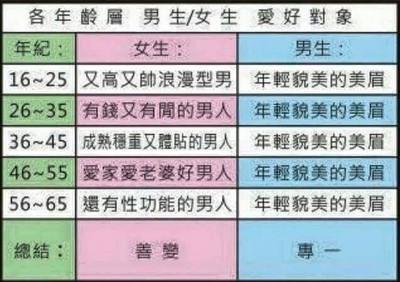 各年齡層 男生/女生 愛好對象
年紀： 女生： 男生：
16~25 又高又帥浪漫型男 年輕貌美的美眉
26~35 有錢又有閒的男人 年輕貌美的美眉
36~45 成熟穩重又體貼的男人 年輕貌美的美眉
46~55 愛家愛老婆好男人 年輕貌美的美眉
56~65 還有性功能的男人 年輕貌美的美眉
總結： 善變 專一